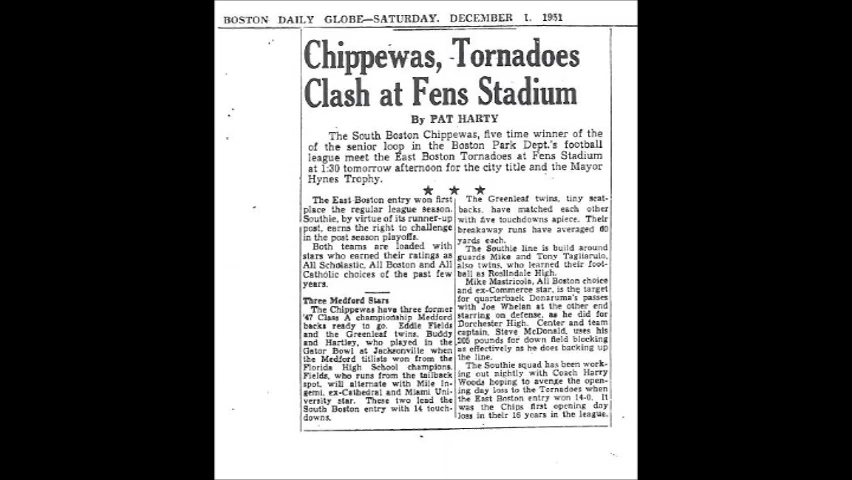 BOSTON DAILY GLOBE—SATURDAY, DECEMBER 1, 1951
Chippewas, Tornadoes
Clash at Fens Stadium
By PAT HARTY
The South Boston Chippewas, five time winner of the
of the senior loop in the Boston Park Dept.'s football
league meet the East Boston Tornadoes at Fens Stadium
at 1:30 tomorrow afternoon for the city title and the Mayor
Hynes Trophy.
★ ★ ★
The East Boston entry won first
place the regular league season.
Southie, by virtue of its runner-up
post, earns the right to challenge
in the post season playoffs.
Both teams are loaded with
stars who earned their ratings as
All Scholastic, All Boston and All
Catholic choices of the past few
years.
Three Medford Stars
The Chippewas have three former
'47 Class A championship Medford
backs ready to go. Eddie Fields
and the Greenleaf twins, Buddy
and Hartley, who played in the
Gator Bowl at Jacksonville when
the Medford titlists won from the
Florida High School champions.
Fields, who runs from the tailback
spot, will alternate with Mile In-
gemi, ex-Cathedral and Miami Uni-
versity star. These two lead the
South Boston entry with 14 touch-
downs.
The Greenleaf twins, tiny scat-
backs, have matched each other
with five touchdowns apiece. Their
breakaway runs have averaged 60
yards each.
The Southie line is build around
guards Mike and Tony Tagliarulo,
also twins, who learned their foot-
ball as Roslindale High.
Mike Mastricola, All Boston choice
and ex-Commerce star, is the target
for quarterback Donaruma's passes
with Joe Whelan at the other end
starring on defense, as he did for
Dorchester High. Center and team
captain, Steve McDonald, uses his
205 pounds for down field blocking
as effectively as he does backing up
the line.
The Southie squad has been work-
ing out nightly with Coach Harry
Woods hoping to avenge the open-
ing day loss to the Tornadoes when
the East Boston entry won 14-0. It
was the Chips first opening day
loss in their 16 years in the league.